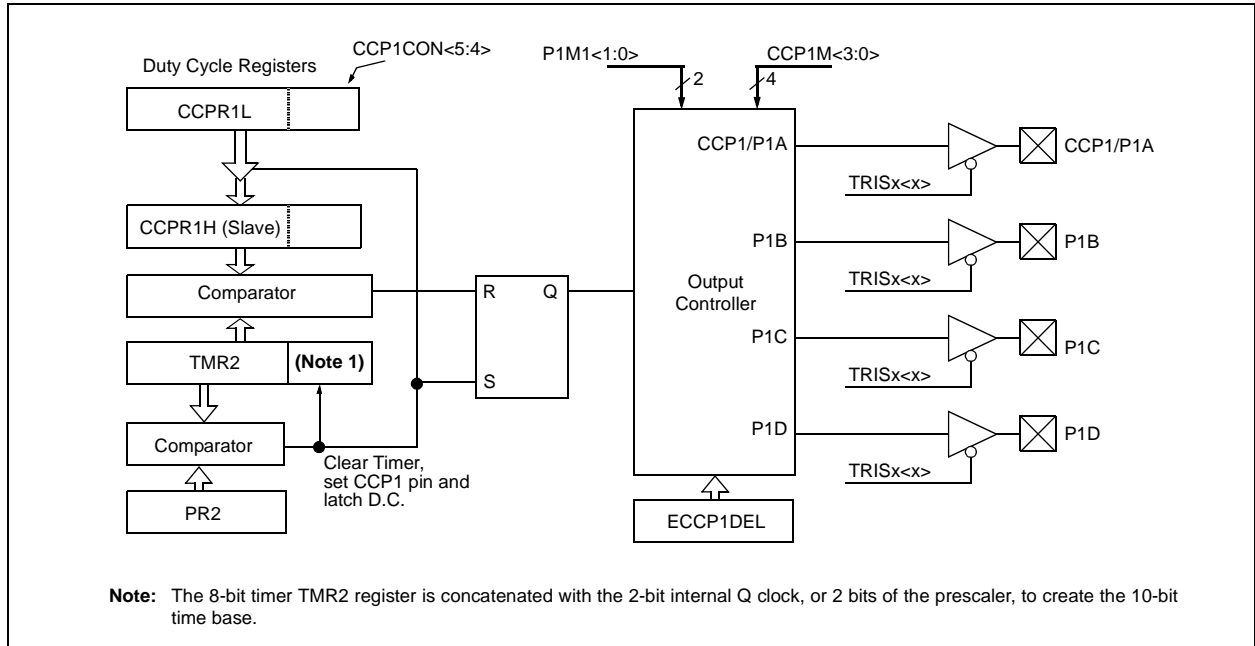 CCP1CON<5:4>
Duty Cycle Registers
CCPR1L
CCPR1H (Slave)
Comparator
TMR2
(Note 1)
Comparator
PR2
Clear Timer,
set CCP1 pin and
latch D.C.
R
Q
S
P1M1<1:0>
2
CCP1M<3:0>
4
Output
Controller
CCP1/P1A
P1B
P1C
P1D
ECCP1DEL
TRISx<x>
CCP1/P1A
TRISx<x>
P1B
TRISx<x>
P1C
TRISx<x>
P1D
Note: The 8-bit timer TMR2 register is concatenated with the 2-bit internal Q clock, or 2 bits of the prescaler, to create the 10-bit
time base.